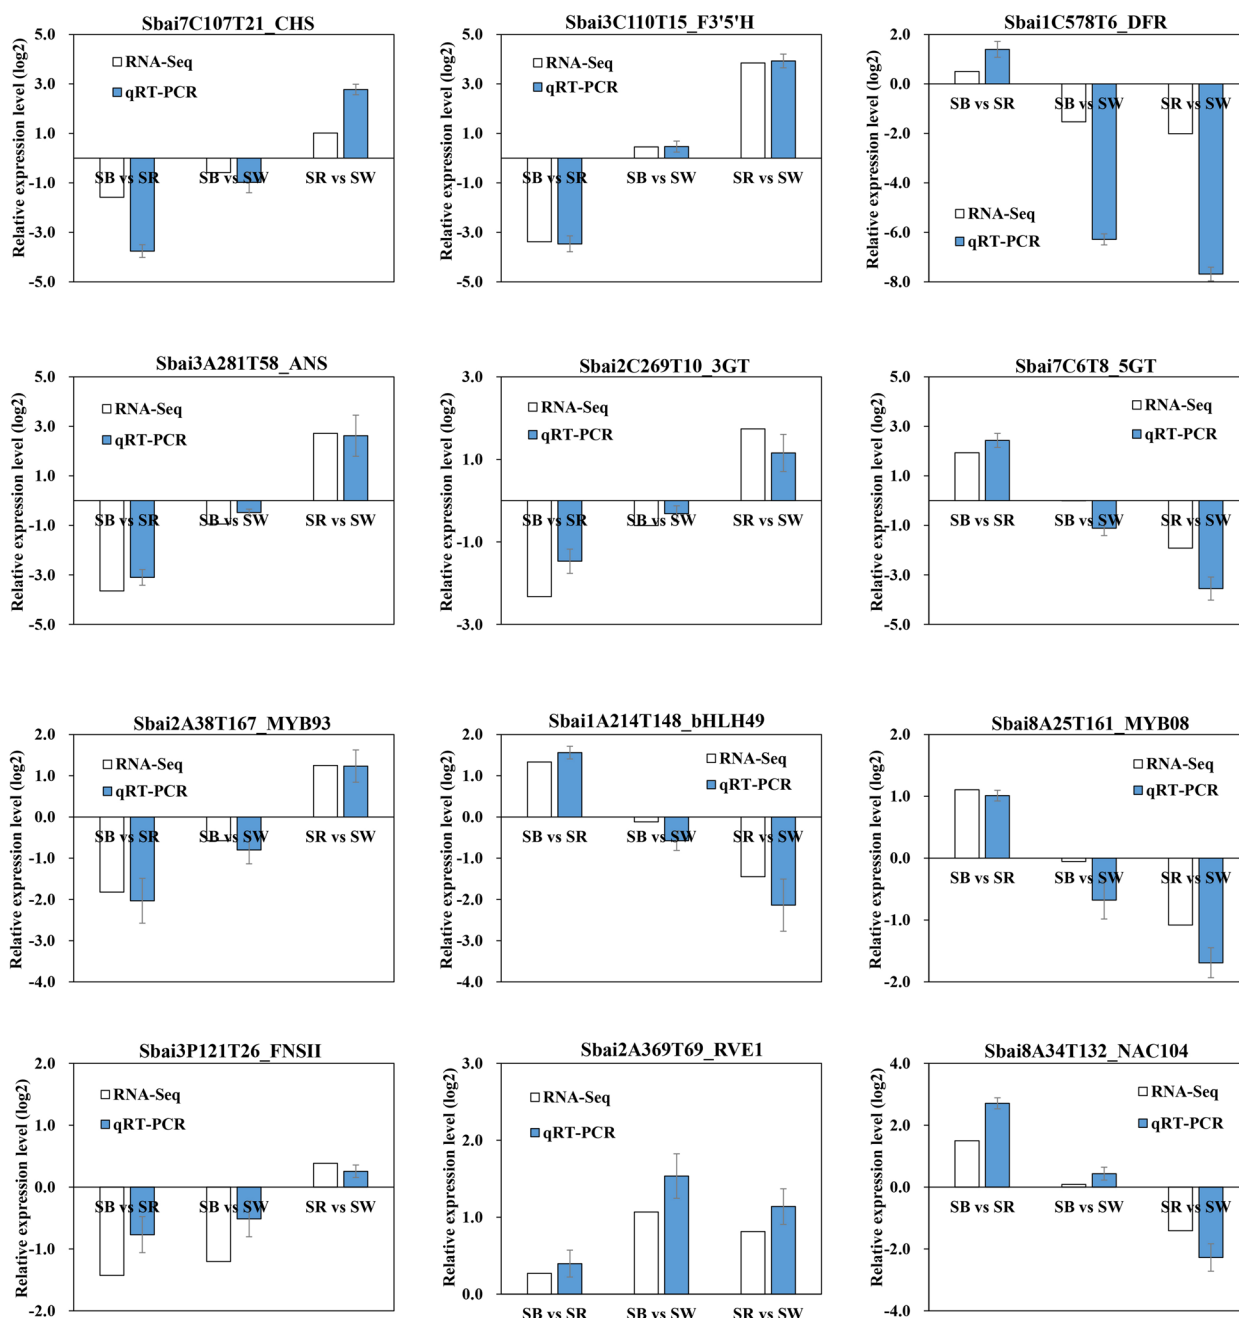 Sbai7C107T21_CHS
Relative expression level (log2)
5.0
3.0
1.0
-1.0
-3.0
-5.0
RNA-Seq
qRT-PCR
SB vs SR
SB vs SW
SR vs SW
Sbai3C110T15_F3'5'H
Relative expression level (log2)
5.0
3.0
1.0
-1.0
-3.0
-5.0
RNA-Seq
qRT-PCR
SB vs SR
SB vs SW
SR vs SW
Sbai1C578T6_DFR
Relative expression level (log2)
2.0
0.0
-2.0
-4.0
-6.0
-8.0
SB vs SR
SB vs SW
SR vs SW
RNA-Seq
qRT-PCR
Sbai3A281T58_ANS
Relative expression level (log2)
5.0
3.0
1.0
-1.0
-3.0
-5.0
RNA-Seq
qRT-PCR
SB vs SR
SB vs SW
SR vs SW
Sbai2C269T10_3GT
Relative expression level (log2)
3.0
1.0
-1.0
-3.0
RNA-Seq
qRT-PCR
SB vs SR
SB vs SW
SR vs SW
Sbai7C6T8_5GT
Relative expression level (log2)
5.0
3.0
1.0
-1.0
-3.0
-5.0
RNA-Seq
qRT-PCR
SB vs SR
SB vs SW
SR vs SW
Sbai2A38T167_MYB93
Relative expression level (log2)
2.0
1.0
0.0
-1.0
-2.0
-3.0
-4.0
RNA-Seq
qRT-PCR
SB vs SR
SB vs SW
SR vs SW
Sbai1A214T148_bHLH49
Relative expression level (log2)
2.0
1.0
0.0
-1.0
-2.0
-3.0
-4.0
RNA-Seq
qRT-PCR
SB vs SR
SB vs SW
SR vs SW
Sbai8A25T161_MYB08
Relative expression level (log2)
2.0
1.0
0.0
-1.0
-2.0
RNA-Seq
qRT-PCR
SB vs SR
SB vs SW
SR vs SW
Sbai3P121T26_FNSII
Relative expression level (log2)
2.0
1.0
0.0
-1.0
-2.0
RNA-Seq
qRT-PCR
SB vs SR
SB vs SW
SR vs SW
Sbai2A369T69_RVE1
Relative expression level (log2)
3.0
2.0
1.0
0.0
RNA-Seq
qRT-PCR
SB vs SR
SB vs SW
SR vs SW
Sbai8A34T132_NAC104
Relative expression level (log2)
4.0
2.0
0.0
-2.0
-4.0
RNA-Seq
qRT-PCR
SB vs SR
SB vs SW
SR vs SW